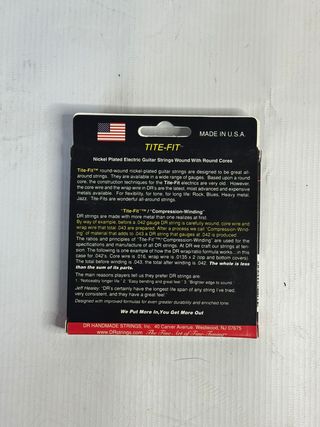 TITE-FIT™
MADE IN U.S.A.
Nickel Plated Electric Guitar Strings Wound With Round Cores
Tite-Fit™ round-wound nickel-plated guitar strings are designed to be great all-
around strings. They are available in a wide range of gauges. Based upon a round
core, the construction techniques for the Tite-Fit electrics are very old. However,
the core wire and the wrap wire in DR's are the latest, most advanced and expensive
metals available. For flexibility, for tone, for long life. Rock, Blues, Heavy metal,
Jazz. Tite-Fits are wonderful all-around strings.
"Tite-Fit™ / "Compression-Winding"
DR strings are made with more metal than one realizes at first.
By way of example, before a .042 gauge DR string is carefully wound, core wire and
wrap wire that total .043 are prepared. After a process we call "Compression Wind-
ing" of material that adds to .043 a DR string that gauges at .042 is produced.
The ratios and principles of "Tite-Fit™/"Compression-Winding" are used for the
specifications and manufacture of all DR strings. At DR we craft our strings at ten-
sion. The following is one example of how the DR wrap/ratio formula works, in this
case for .042's. Core wire is .016, wrap wire is .0135 x 2 (top and bottom covers).
The total before winding is .043, the total after winding is .042. The whole is less
than the sum of its parts.
The main reasons players tell us they prefer DR strings are:
1. "Noticeably longer life" 2. "Easy bending and great feel" 3. "Brighter edge to sound"
Jeff Healey: "DR's certainly have the longest life span of any string I've tried,
very consistent, and they have a great feel."
Designed with improved formulas for even greater durability and enriched tone.
We Put More In, You Get More Out
DR HANDMADE STRINGS, Inc. 40 Carver Avenue, Westwood, NJ 07675
www.DRstrings.com The Fine Art of Fine-Tuning